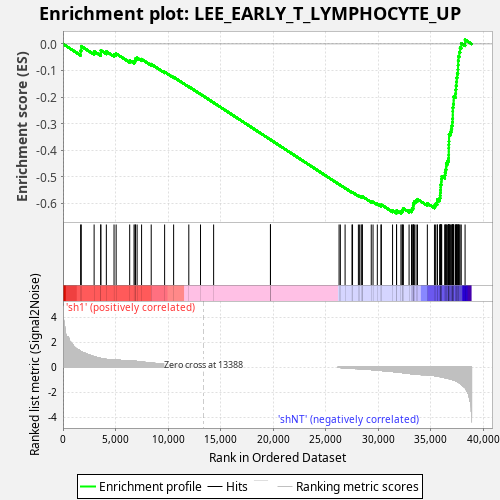 Enrichment plot: LEE_EARLY_T_LYMPHOCYTE_UP
Enrichment score (ES)
0.0
-0.1
-0.2
-0.3
-0.4
-0.5
-0.6
'sh1' (positively correlated)
Ranked list metric (Signal2Noise)
4
2
0
-2
-4
Zero cross at 13388
'shNT' (negatively correlated)
0
5,000
10,000
15,000
20,000
25,000
30,000
35,000
40,000
Rank in Ordered Dataset
Enrichment profile
Hits
Ranking metric scores